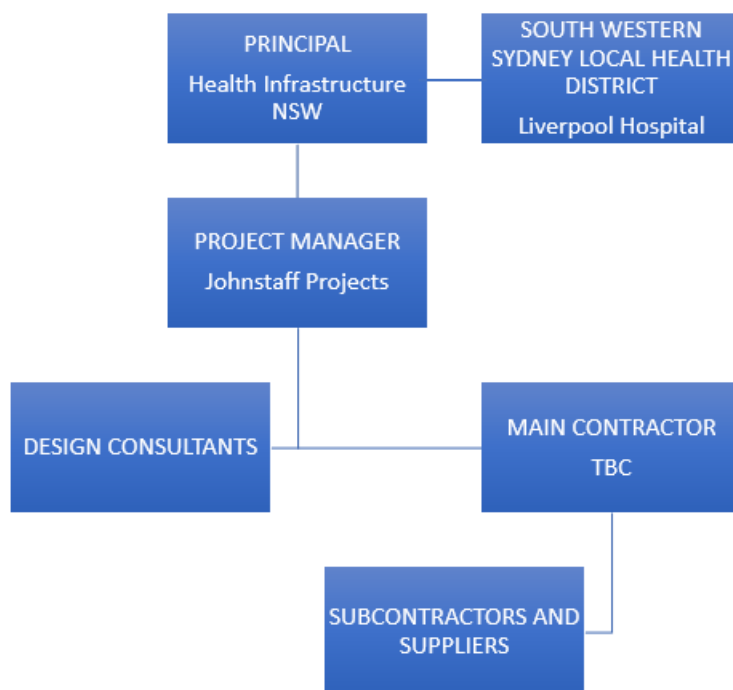 PRINCIPAL
Health Infrastructure
NSW
SOUTH WESTERN
SYDNEY LOCAL HEALTH
DISTRICT
Liverpool Hospital
PROJECT MANAGER
Johnstaff Projects
DESIGN CONSULTANTS
MAIN CONTRACTOR
TBC
SUBCONTRACTORS AND
SUPPLIERS